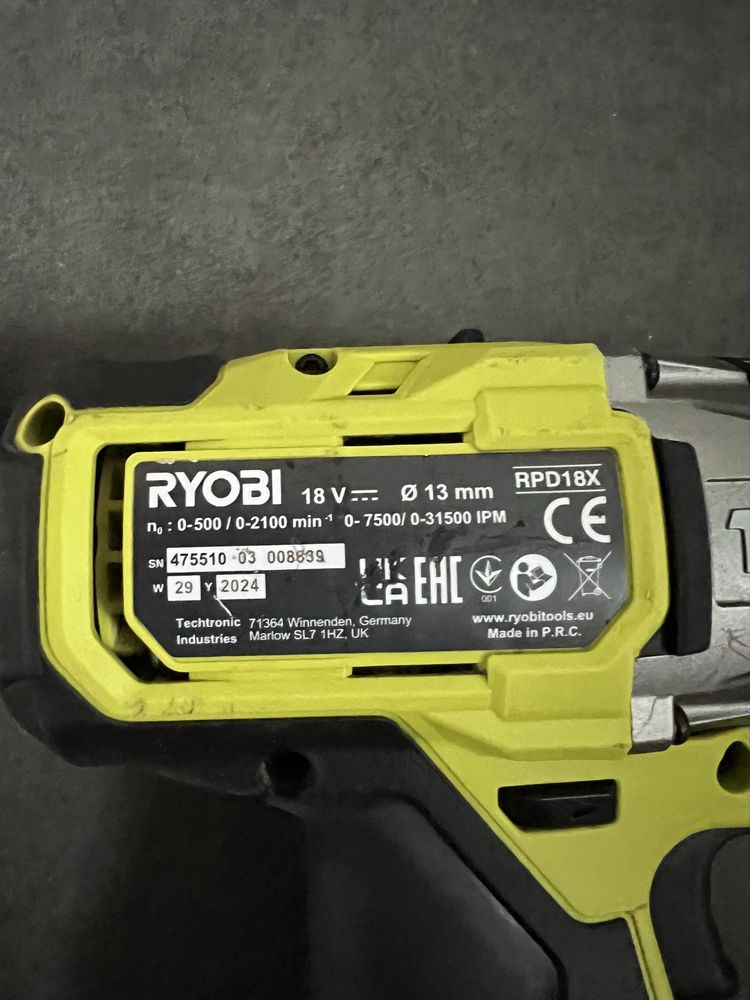 RYOBI 18 V Ø 13 mm RPD18X
n₀ : 0-500 / 0-2100 min⁻¹ 0- 7500/ 0-31500 IPM
CE
SN 475510 03 008839
W 29 Y 2024
UK CA EAC
001
Techtronic Industries
71364 Winnenden, Germany
Marlow SL7 1HZ, UK
www.ryobitools.eu
Made in P.R.C.